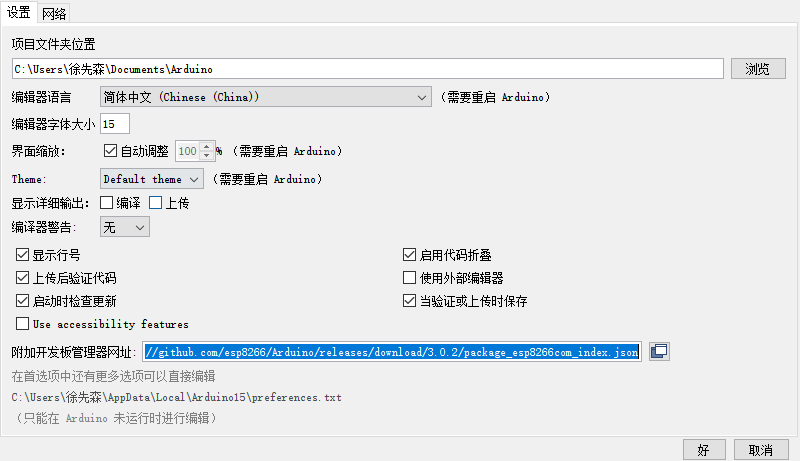 设置 网络
项目文件夹位置
C:\Users\徐先森\Documents\Arduino 浏览
编辑器语言 简体中文 (Chinese (China)) （需要重启 Arduino）
编辑器字体大小 15
界面缩放： 自动调整 100 % （需要重启 Arduino）
Theme: Default theme （需要重启 Arduino）
显示详细输出： 编译 上传
编译器警告: 无
显示行号 启用代码折叠
上传后验证代码 使用外部编辑器
启动时检查更新 当验证或上传时保存
Use accessibility features
附加开发板管理器网址: //github.com/esp8266/Arduino/releases/download/3.0.2/package_esp8266com_index.json
在首选项中还有更多选项可以直接编辑
C:\Users\徐先森\AppData\Local\Arduino15\preferences.txt
（只能在 Arduino 未运行时进行编辑）
好 取消